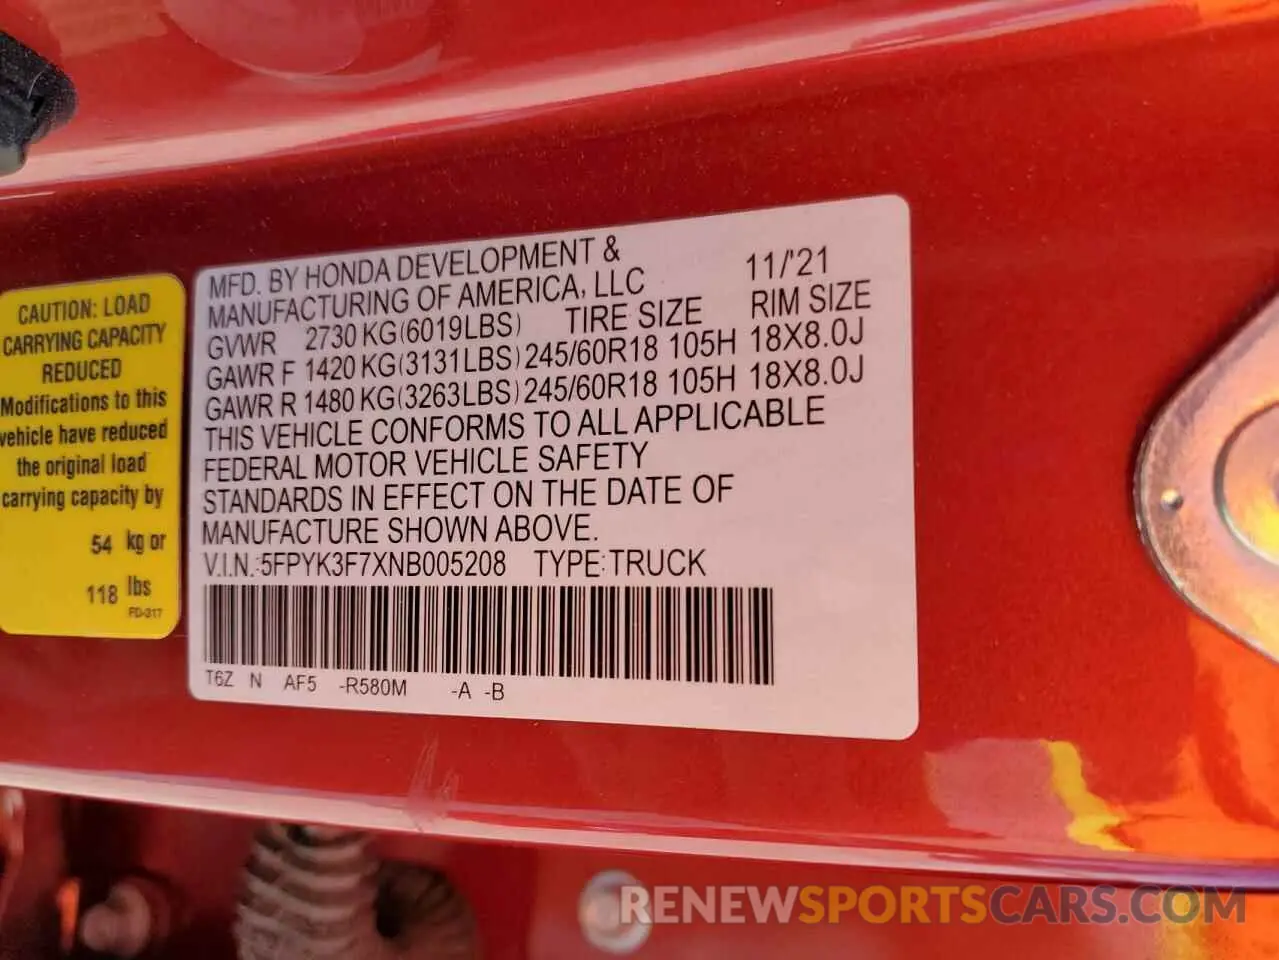 CAUTION: LOAD
CARRYING CAPACITY
REDUCED
Modifications to this
vehicle have reduced
the original load
carrying capacity by
54 kg or
118 lbs
FD-317
MFD. BY HONDA DEVELOPMENT & 11/'21
MANUFACTURING OF AMERICA, LLC
GVWR 2730 KG(6019LBS) TIRE SIZE RIM SIZE
GAWR F 1420 KG(3131LBS) 245/60R18 105H 18X8.0J
GAWR R 1480 KG(3263LBS) 245/60R18 105H 18X8.0J
THIS VEHICLE CONFORMS TO ALL APPLICABLE
FEDERAL MOTOR VEHICLE SAFETY
STANDARDS IN EFFECT ON THE DATE OF
MANUFACTURE SHOWN ABOVE.
V.I.N.:5FPYK3F7XNB005208 TYPE:TRUCK
T6Z N AF5 -R580M -A -B
RENEWSPORTSCARS.COM